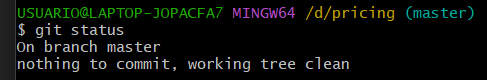 USUARIO@LAPTOP-JOPACFA7 MINGW64 /d/pricing (master)
$ git status
On branch master
nothing to commit, working tree clean